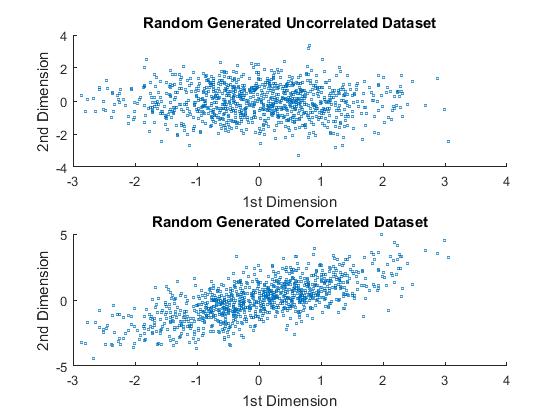 Random Generated Uncorrelated Dataset
4
2
0
-2
-4
2nd Dimension
-3 -2 -1 0 1 2 3 4
1st Dimension
Random Generated Correlated Dataset
5
0
-5
2nd Dimension
-3 -2 -1 0 1 2 3 4
1st Dimension